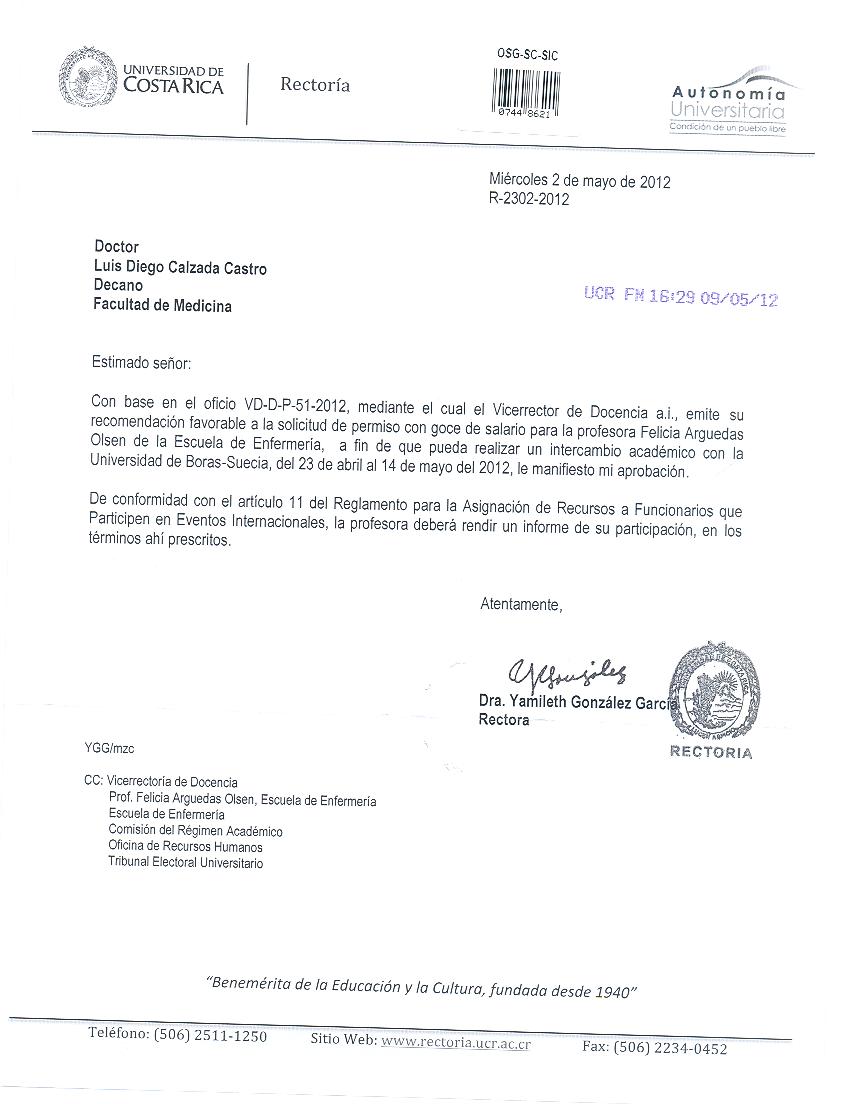 UNIVERSIDAD DE
COSTA RICA
Rectoría
OSG-SC-SIC
0744*8621
Autonomía
Universitaria
Condición de un pueblo libre
Miércoles 2 de mayo de 2012
R-2302-2012
Doctor
Luis Diego Calzada Castro
Decano
Facultad de Medicina
UCR FM 16:29 09/05/12
Estimado señor:
Con base en el oficio VD-D-P-51-2012, mediante el cual el Vicerrector de Docencia a.i., emite su
recomendación favorable a la solicitud de permiso con goce de salario para la profesora Felicia Arguedas
Olsen de la Escuela de Enfermería, a fin de que pueda realizar un intercambio académico con la
Universidad de Boras-Suecia, del 23 de abril al 14 de mayo del 2012, le manifiesto mi aprobación.
De conformidad con el artículo 11 del Reglamento para la Asignación de Recursos a Funcionarios que
Participen en Eventos Internacionales, la profesora deberá rendir un informe de su participación, en los
términos ahí prescritos.
Atentamente,
Dra. Yamileth González García
Rectora
RECTORIA
YGG/mzc
CC: Vicerrectoría de Docencia
Prof. Felicia Arguedas Olsen, Escuela de Enfermería
Escuela de Enfermería
Comisión del Régimen Académico
Oficina de Recursos Humanos
Tribunal Electoral Universitario
“Benemérita de la Educación y la Cultura, fundada desde 1940”
Teléfono: (506) 2511-1250 Sitio Web: www.rectoria.ucr.ac.cr Fax: (506) 2234-0452